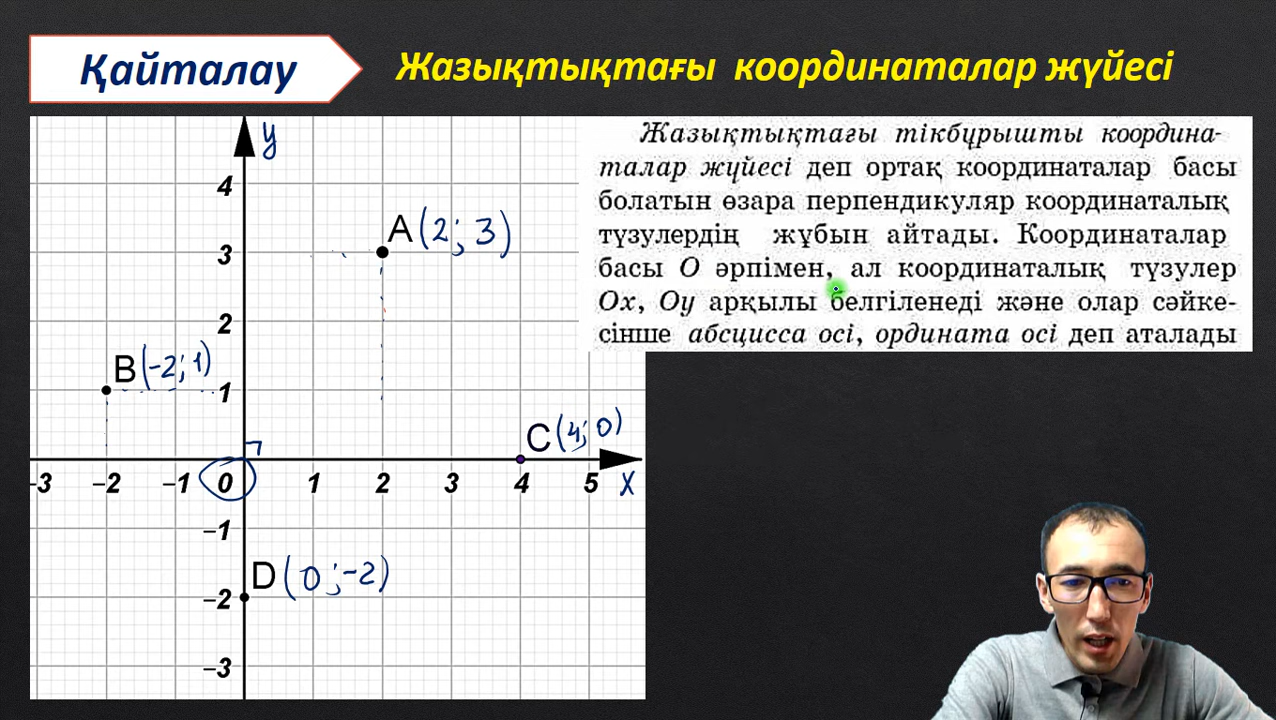 Қайталау
Жазықтықтағы координаталар жүйесі
y
4
3
2
1
A(2; 3)
B(-2; 1)
C(4; 0)
-3 -2 -1 0 1 2 3 4 5 x
-1
D(0; -2)
-2
-3
Жазықтықтағы тікбұрышты координа-
талар жүйесі деп ортақ координаталар басы
болатын өзара перпендикуляр координаталық
түзулердің жұбын айтады. Координаталар
басы O әрпімен, ал координаталық түзулер
Ox, Oy арқылы белгіленеді және олар сәйке-
сінше абсцисса осі, ордината осі деп аталады